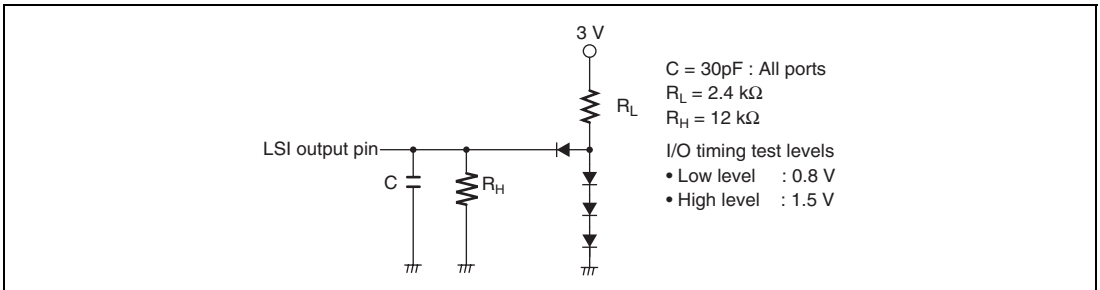 3 V
C = 30pF : All ports
R_L = 2.4 kΩ
R_H = 12 kΩ
R_L
LSI output pin
I/O timing test levels
C
R_H
• Low level : 0.8 V
• High level : 1.5 V